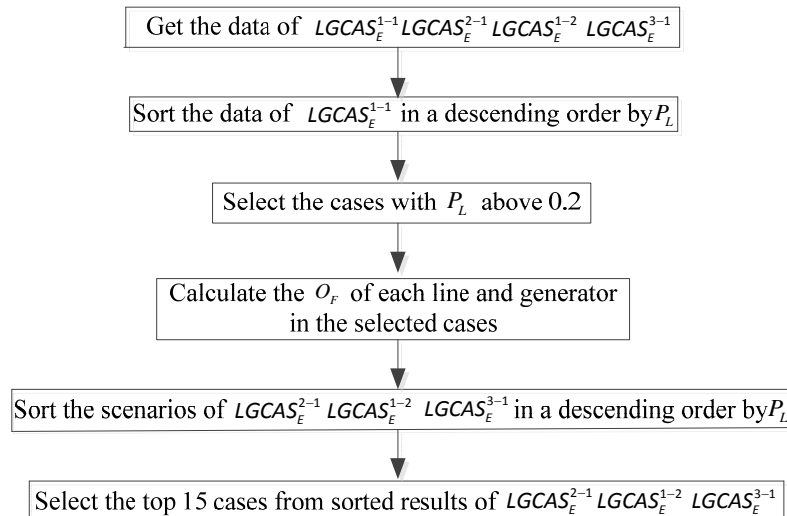 Get the data of LGCAS_E^{1−1} LGCAS_E^{2−1} LGCAS_E^{1−2} LGCAS_E^{3−1}
Sort the data of LGCAS_E^{1−1} in a descending order by P_L
Select the cases with P_L above 0.2
Calculate the O_F of each line and generator
in the selected cases
Sort the scenarios of LGCAS_E^{2−1} LGCAS_E^{1−2} LGCAS_E^{3−1} in a descending order by P_L
Select the top 15 cases from sorted results of LGCAS_E^{2−1} LGCAS_E^{1−2} LGCAS_E^{3−1}